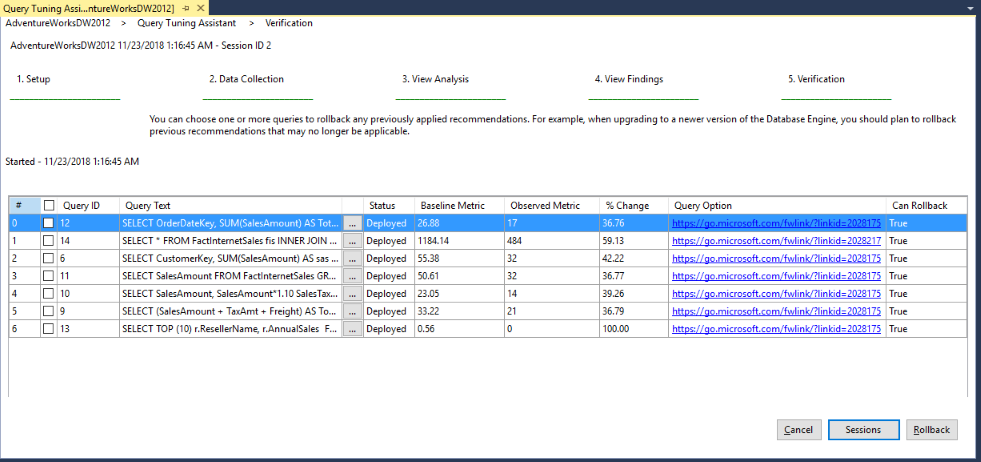 Query Tuning Assi...ntureWorksDW2012]
AdventureWorksDW2012 > Query Tuning Assistant > Verification
AdventureWorksDW2012 11/23/2018 1:16:45 AM - Session ID 2
1. Setup 2. Data Collection 3. View Analysis 4. View Findings 5. Verification
You can choose one or more queries to rollback any previously applied recommendations. For example, when upgrading to a newer version of the Database Engine, you should plan to rollback
previous recommendations that may no longer be applicable.
Started - 11/23/2018 1:16:45 AM
# Query ID Query Text Status Baseline Metric Observed Metric % Change Query Option Can Rollback
0 12 SELECT OrderDateKey, SUM(SalesAmount) AS Tot... ... Deployed 26.88 17 36.76 https://go.microsoft.com/fwlink/?linkid=2028175 True
1 14 SELECT * FROM FactInternetSales fis INNER JOIN ... ... Deployed 1184.14 484 59.13 https://go.microsoft.com/fwlink/?linkid=2028217 True
2 6 SELECT CustomerKey, SUM(SalesAmount) AS sas ... ... Deployed 55.38 32 42.22 https://go.microsoft.com/fwlink/?linkid=2028175 True
3 11 SELECT SalesAmount FROM FactInternetSales GR... ... Deployed 50.61 32 36.77 https://go.microsoft.com/fwlink/?linkid=2028175 True
4 10 SELECT SalesAmount, SalesAmount*1.10 SalesTax... ... Deployed 23.05 14 39.26 https://go.microsoft.com/fwlink/?linkid=2028175 True
5 9 SELECT (SalesAmount + TaxAmt + Freight) AS To... ... Deployed 33.22 21 36.79 https://go.microsoft.com/fwlink/?linkid=2028175 True
6 13 SELECT TOP (10) r.ResellerName, r.AnnualSales F... ... Deployed 0.56 0 100.00 https://go.microsoft.com/fwlink/?linkid=2028175 True
Cancel Sessions Rollback